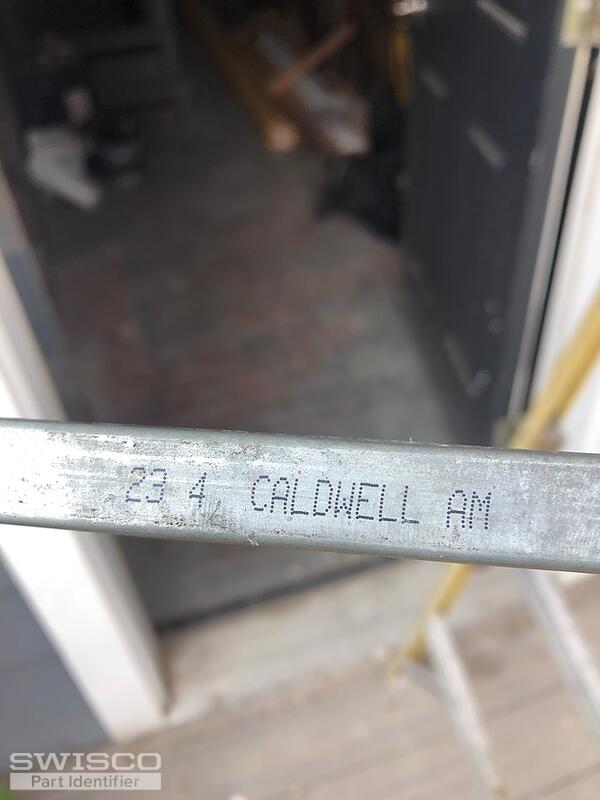 23 4 CALDWELL AM
SWISCO
Part Identifier